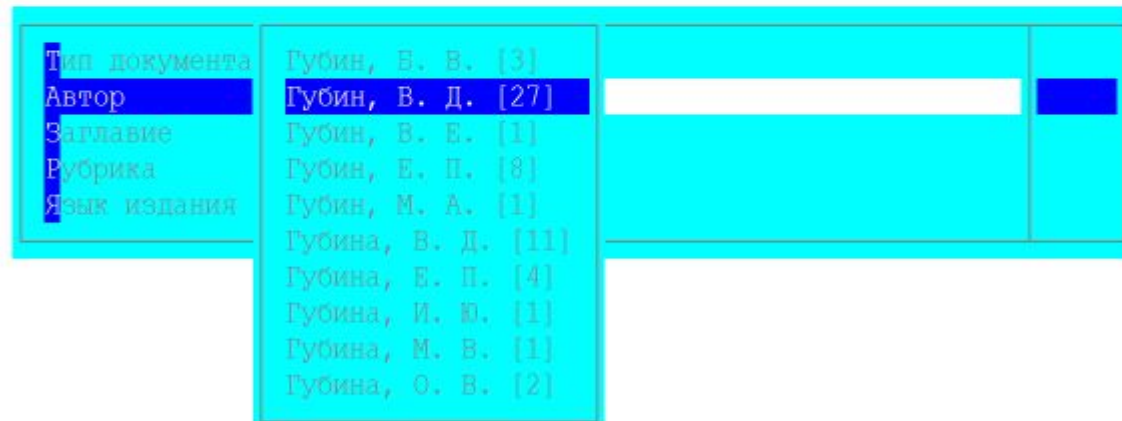 Тип документа
Автор
Заглавие
Рубрика
Язык издания
Губин, Б. В. [3]
Губин, В. Д. [27]
Губин, В. Е. [1]
Губин, Е. П. [8]
Губин, М. А. [1]
Губина, В. Д. [11]
Губина, Е. П. [4]
Губина, И. Ю. [1]
Губина, М. В. [1]
Губина, О. В. [2]